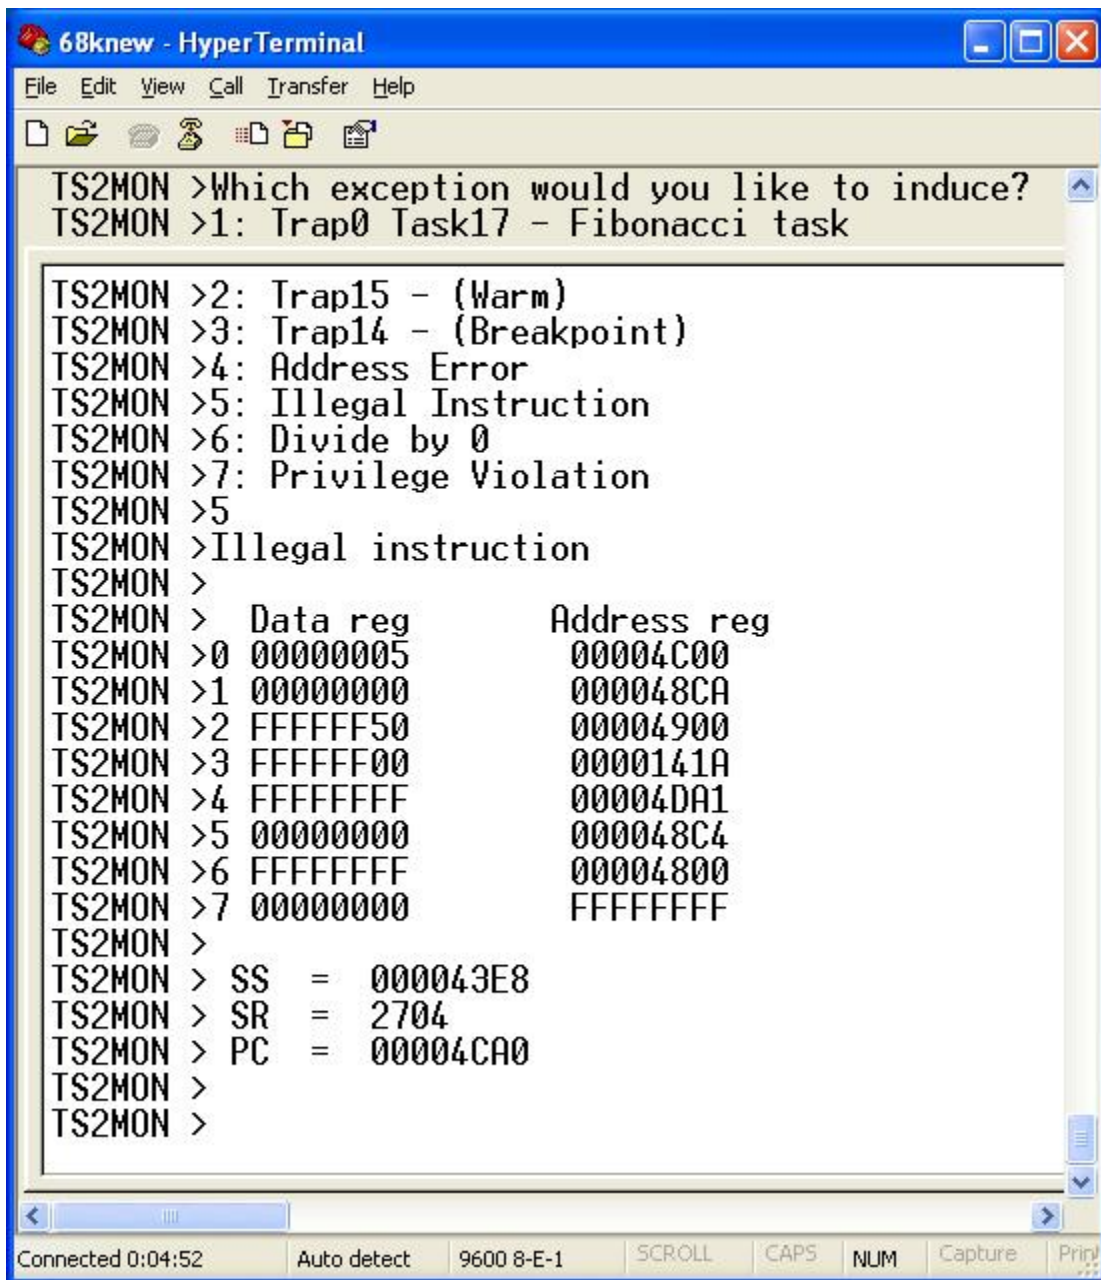 68knew - HyperTerminal
File Edit View Call Transfer Help
TS2MON >Which exception would you like to induce?
TS2MON >1: Trap0 Task17 - Fibonacci task
TS2MON >2: Trap15 - (Warm)
TS2MON >3: Trap14 - (Breakpoint)
TS2MON >4: Address Error
TS2MON >5: Illegal Instruction
TS2MON >6: Divide by 0
TS2MON >7: Privilege Violation
TS2MON >5
TS2MON >Illegal instruction
TS2MON >
TS2MON > Data reg Address reg
TS2MON >0 00000005 00004C00
TS2MON >1 00000000 000048CA
TS2MON >2 FFFFFF50 00004900
TS2MON >3 FFFFFF00 0000141A
TS2MON >4 FFFFFFFF 00004DA1
TS2MON >5 00000000 000048C4
TS2MON >6 FFFFFFFF 00004800
TS2MON >7 00000000 FFFFFFFF
TS2MON >
TS2MON > SS = 000043E8
TS2MON > SR = 2704
TS2MON > PC = 00004CA0
TS2MON >
TS2MON >
Connected 0:04:52 Auto detect 9600 8-E-1 SCROLL CAPS NUM Capture Print